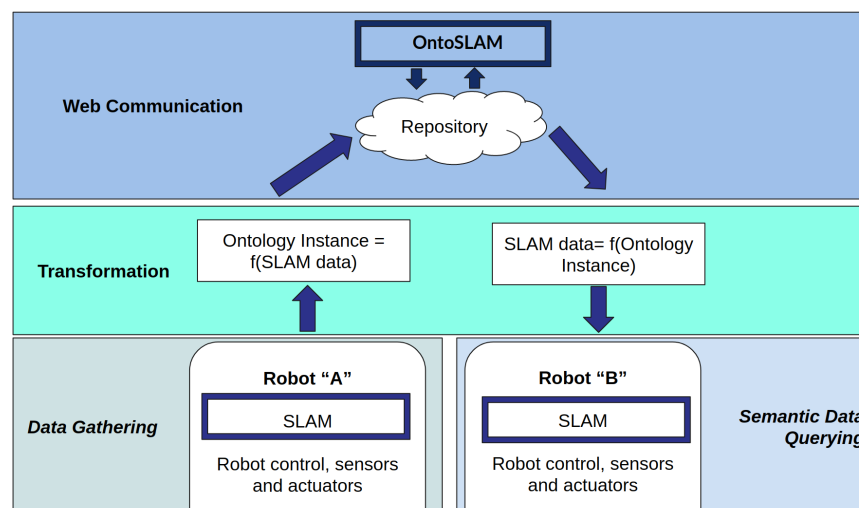 OntoSLAM
Web Communication
Repository
Transformation
Ontology Instance =
f(SLAM data)
SLAM data= f(Ontology
Instance)
Data Gathering
Robot “A”
SLAM
Robot control, sensors
and actuators
Robot “B”
SLAM
Robot control, sensors
and actuators
Semantic Data
Querying